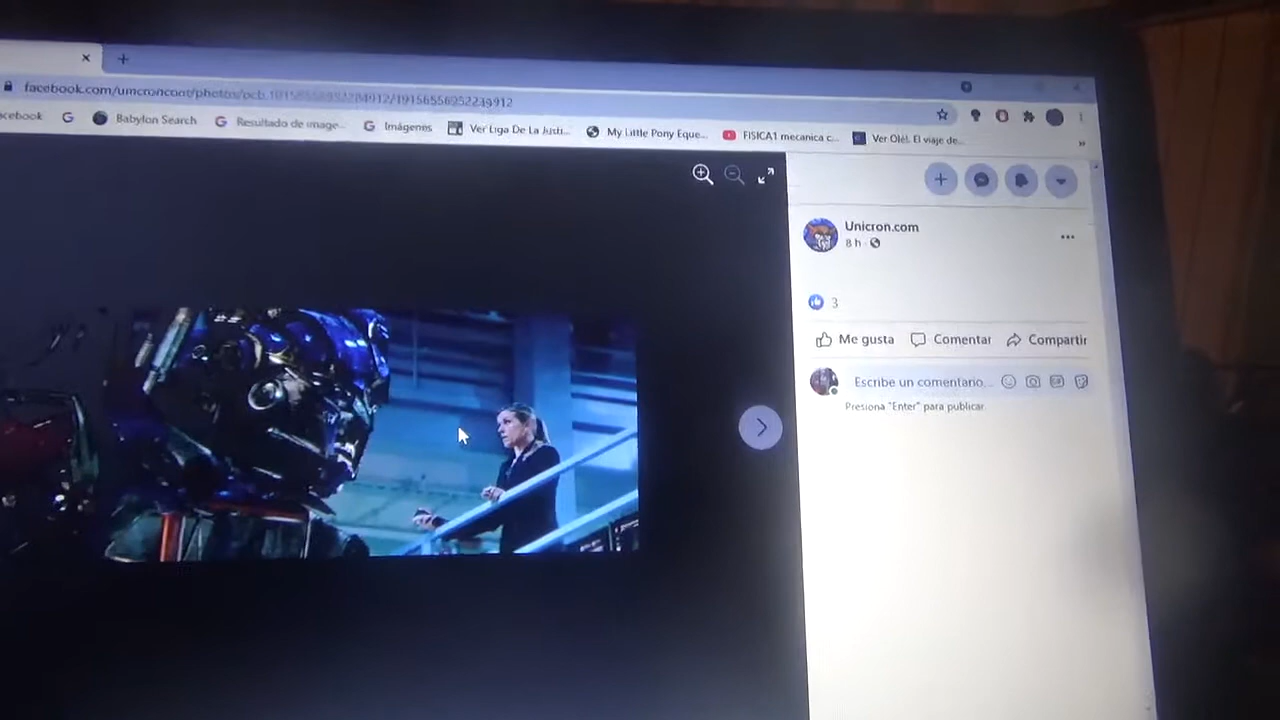 facebook.com/umcroncont/photos/pcb.
acebook
Babylon Search
Resultado de image...
Imágenes
Ver Liga De La Justi...
My Little Pony Eque...
FISICA1 mecanica c...
Ver Olé!. El viaje de...
»
Unicron.com
8 h ·
3
Me gusta
Comentar
Compartir
Escribe un comentario...
Presiona "Enter" para publicar.